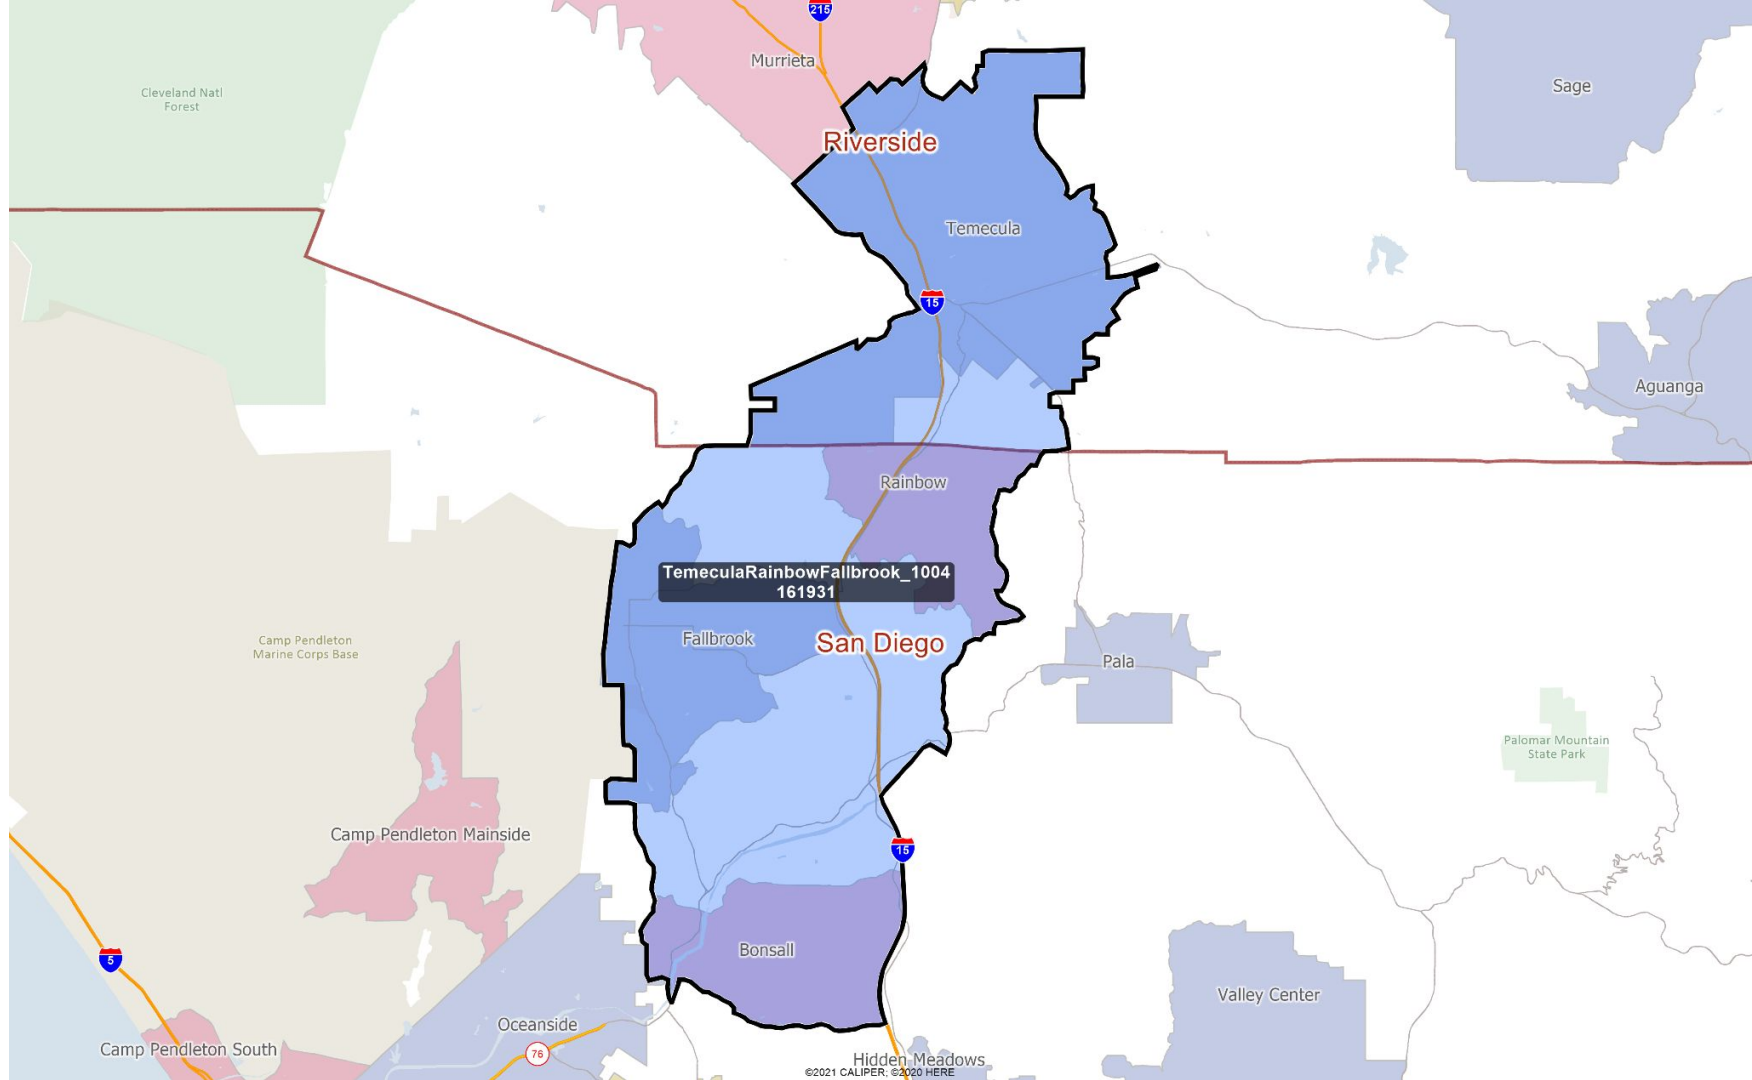 215
Murrieta
Cleveland Natl
Forest
Sage
Riverside
Temecula
15
Aguanga
Rainbow
TemeculaRainbowFallbrook_1004
161931
Camp Pendleton
Marine Corps Base
Fallbrook
San Diego
Pala
Palomar Mountain
State Park
Camp Pendleton Mainside
15
Bonsall
5
Valley Center
Oceanside
Camp Pendleton South
76
Hidden Meadows
©2021 CALIPER; ©2020 HERE